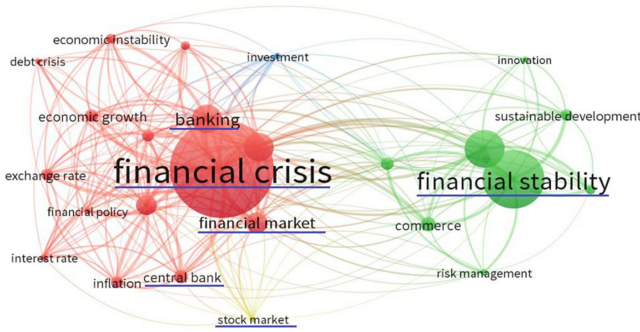 economic instability
debt crisis
investment
innovation
economic growth
banking
sustainable development
financial crisis
exchange rate
financial stability
financial policy
financial market
commerce
interest rate
inflation
central bank
risk management
stock market